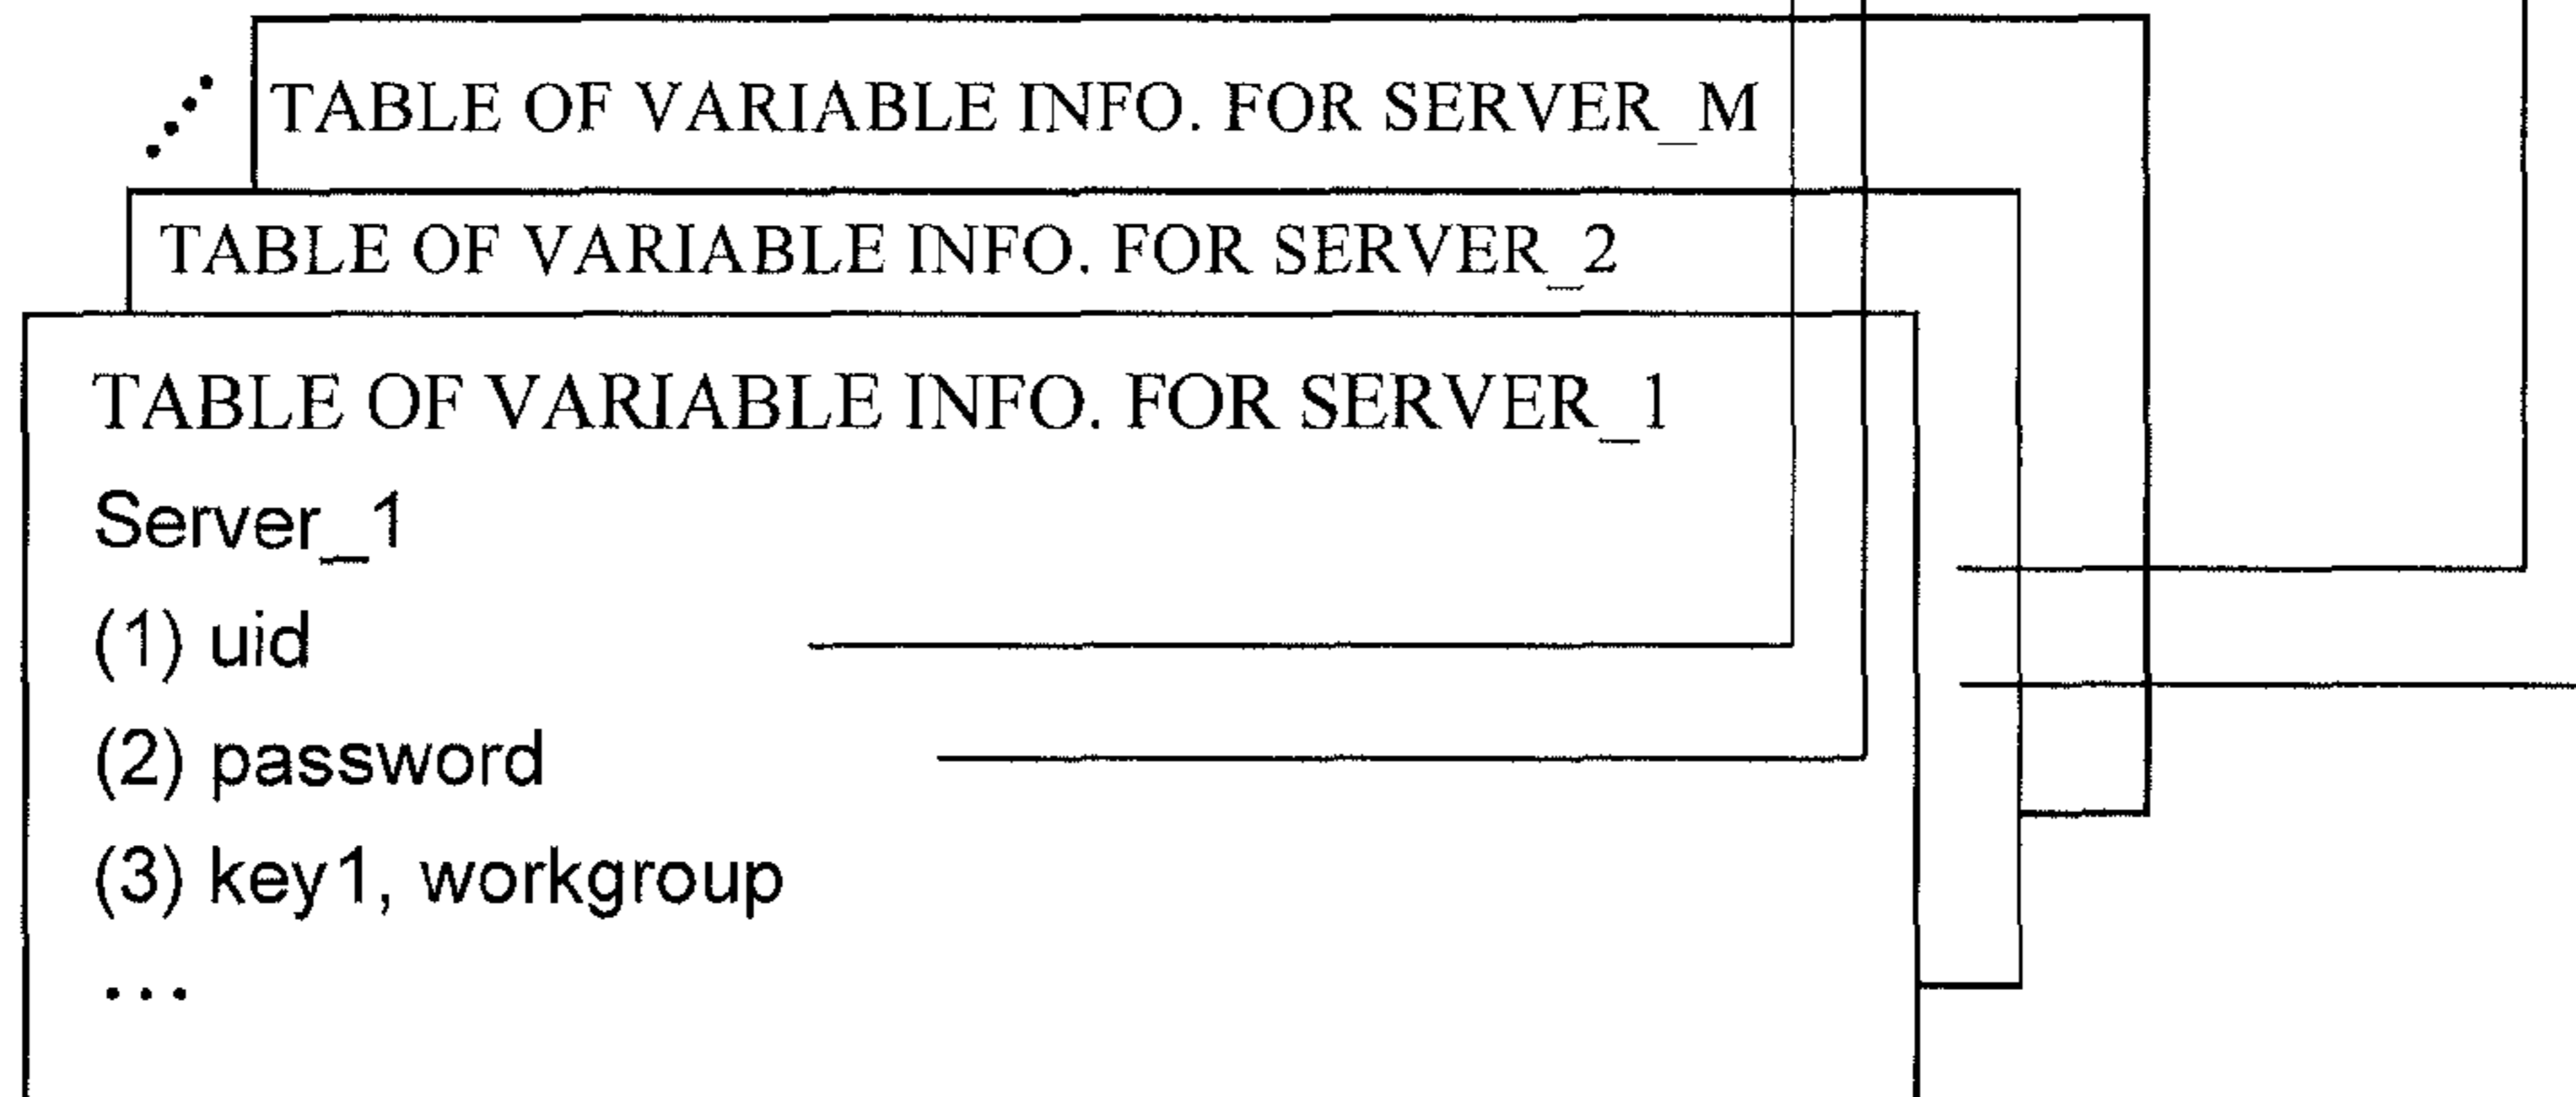 TABLE OF VARIABLE INFO. FOR SERVER_M
TABLE OF VARIABLE INFO. FOR SERVER_2
TABLE OF VARIABLE INFO. FOR SERVER_1
Server_1
(1) uid
(2) password
(3) key1, workgroup
...